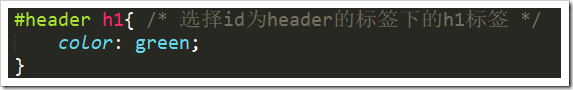 #header h1{ /* 选择id为header的标签下的h1标签 */
    color: green;
}